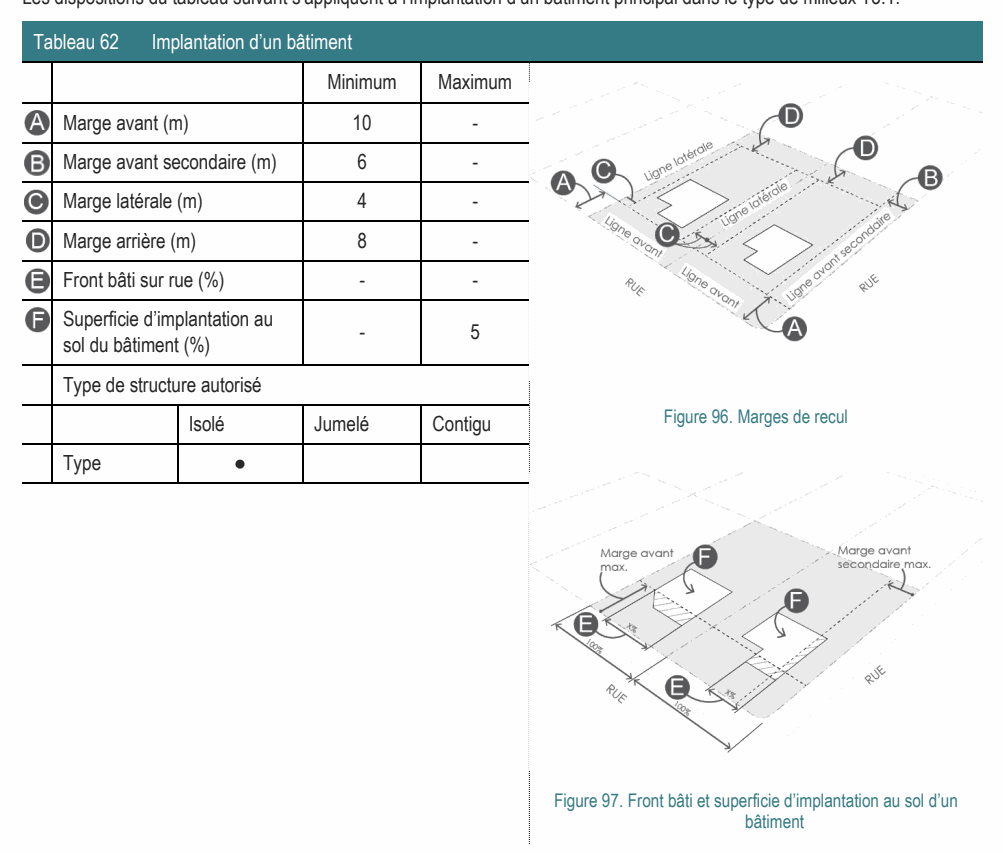 Les dispositions du tableau suivant s'appliquent à l'implantation d'un bâtiment principal dans le type de milieux T6.1.
Tableau 62 Implantation d'un bâtiment
Minimum Maximum
A Marge avant (m) 10 -
B Marge avant secondaire (m) 6 -
C Marge latérale (m) 4 -
D Marge arrière (m) 8 -
E Front bâti sur rue (%) - -
F Superficie d'implantation au
sol du bâtiment (%) - 5
Type de structure autorisé
Isolé Jumelé Contigu
Type ●
D
Ligne latérale
D
C
A
B
Ligne latérale
Ligne avant
C
Ligne avant secondaire
Ligne avant
RUE
RUE
A
Figure 96. Marges de recul
Marge avant
max.
F
Marge avant
secondaire max.
F
E
X%
100%
RUE
E
X%
100%
RUE
Figure 97. Front bâti et superficie d'implantation au sol d'un
bâtiment